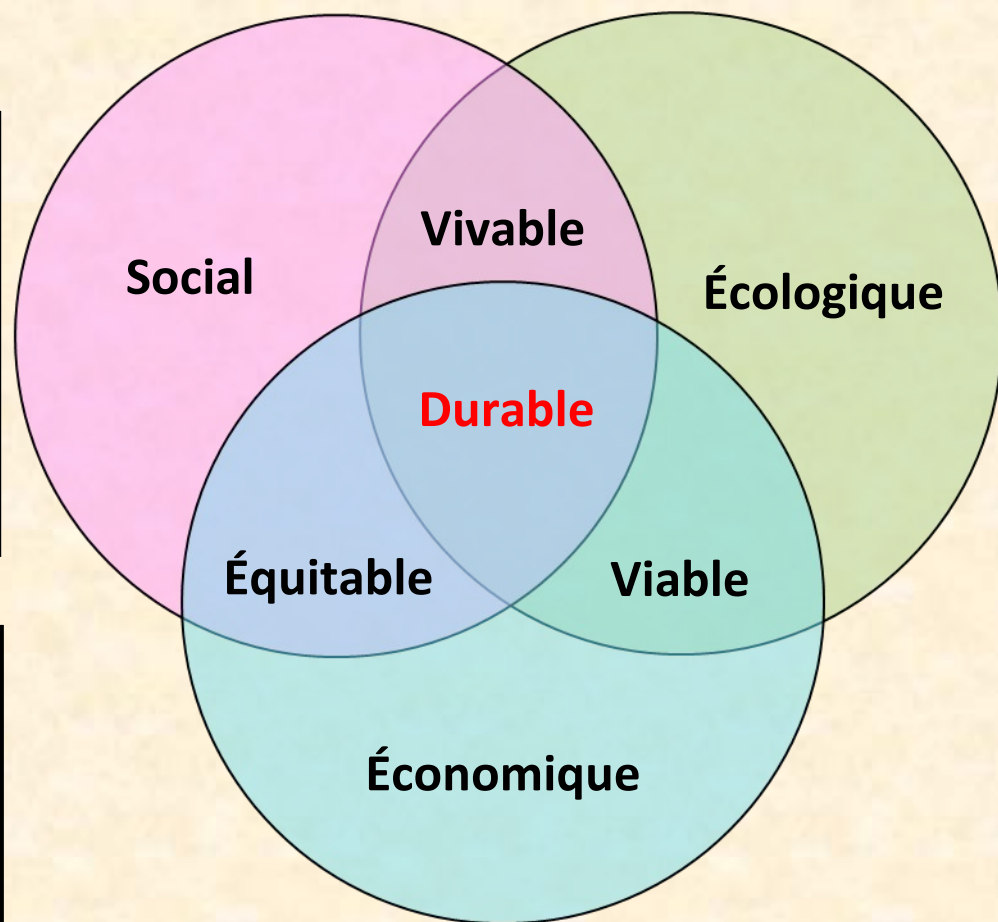 Vivable
Social
Écologique
Durable
Équitable
Viable
Économique